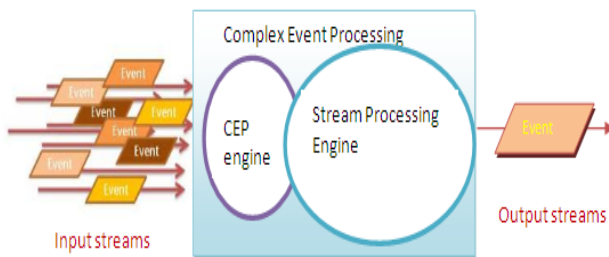 Complex Event Processing
Event
Event
Event
Event
Event
Event
Event
Event
CEP
engine
Stream Processing
Engine
Event
Input streams
Output streams